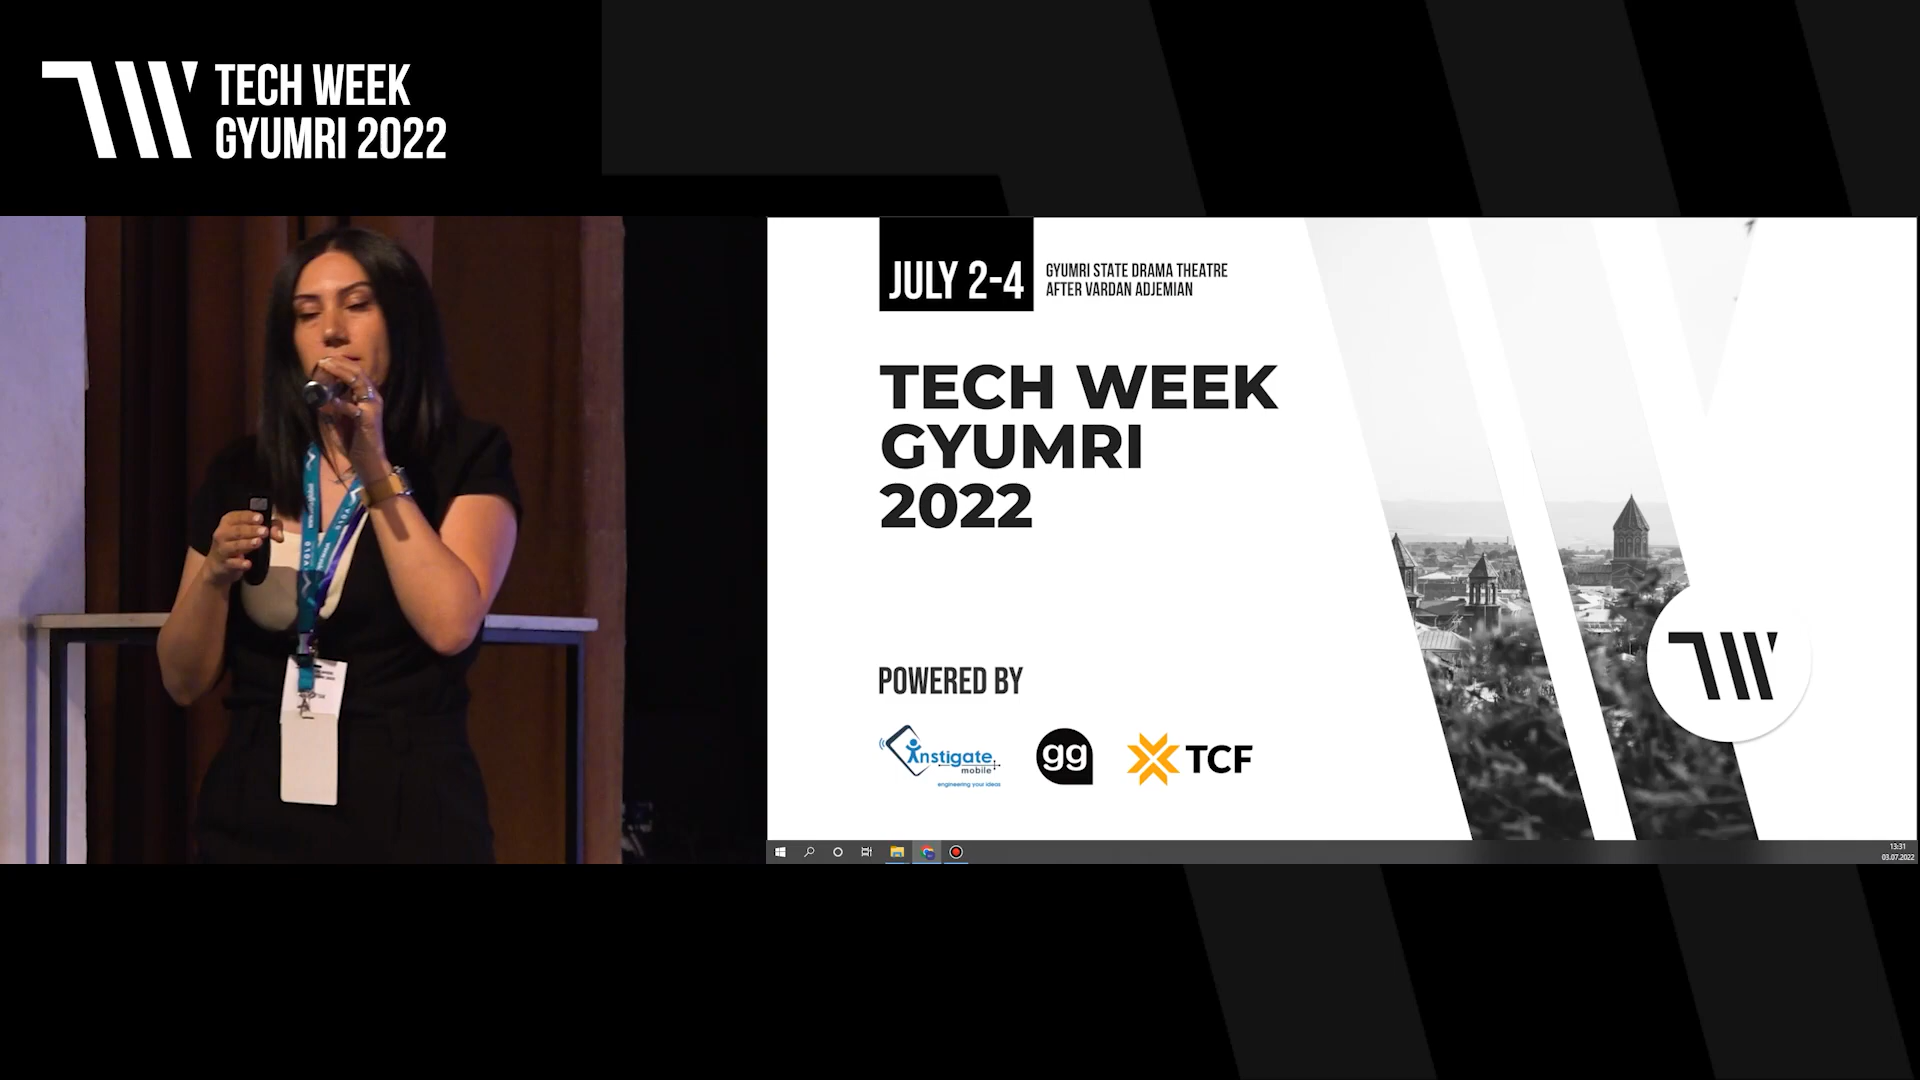 TECH WEEK
GYUMRI 2022
JULY 2-4
GYUMRI STATE DRAMA THEATRE
AFTER VARDAN ADJEMIAN
TECH WEEK
GYUMRI
2022
POWERED BY
instigate
mobile
engineering your ideas
gg
TCF
13:31
03.07.2022